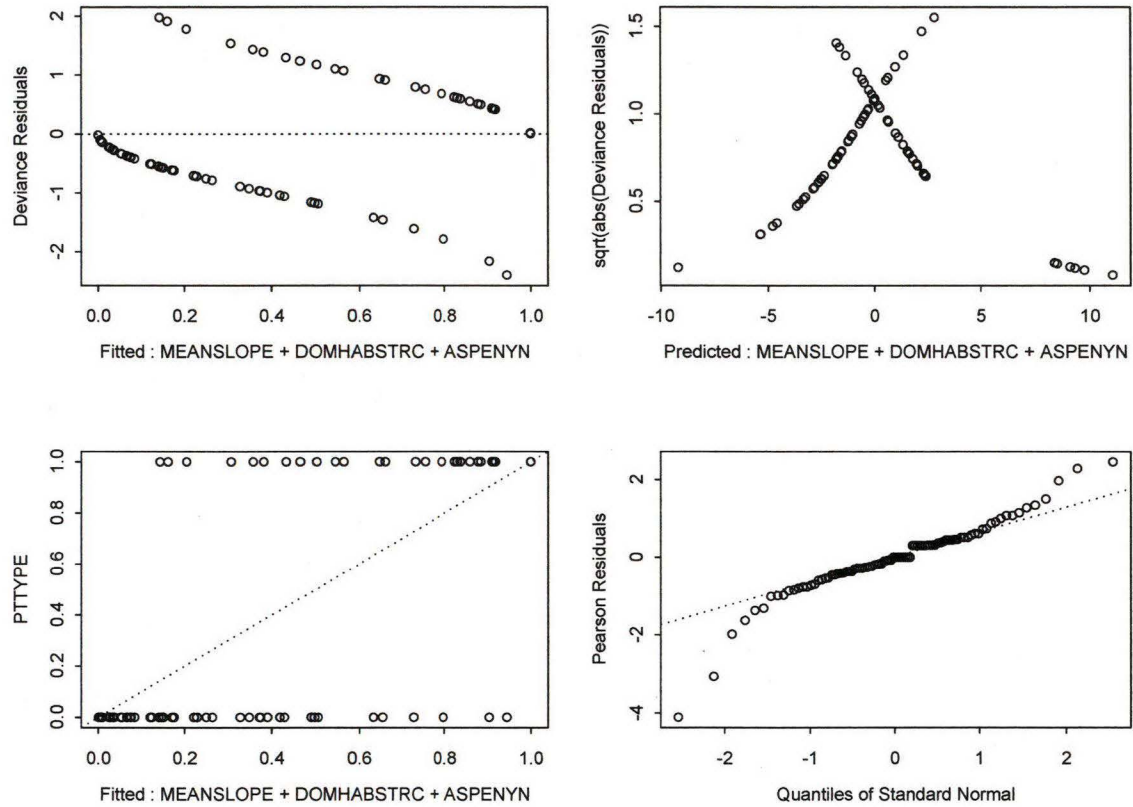 Deviance Residuals
2
1
0
-1
-2
0.0 0.2 0.4 0.6 0.8 1.0
Fitted : MEANSLOPE + DOMHABSTRC + ASPENYN
sqrt(abs(Deviance Residuals))
1.5
1.0
0.5
-10 -5 0 5 10
Predicted : MEANSLOPE + DOMHABSTRC + ASPENYN
PTTYPE
1.0
0.8
0.6
0.4
0.2
0.0
0.0 0.2 0.4 0.6 0.8 1.0
Fitted : MEANSLOPE + DOMHABSTRC + ASPENYN
Pearson Residuals
2
0
-2
-4
-2 -1 0 1 2
Quantiles of Standard Normal